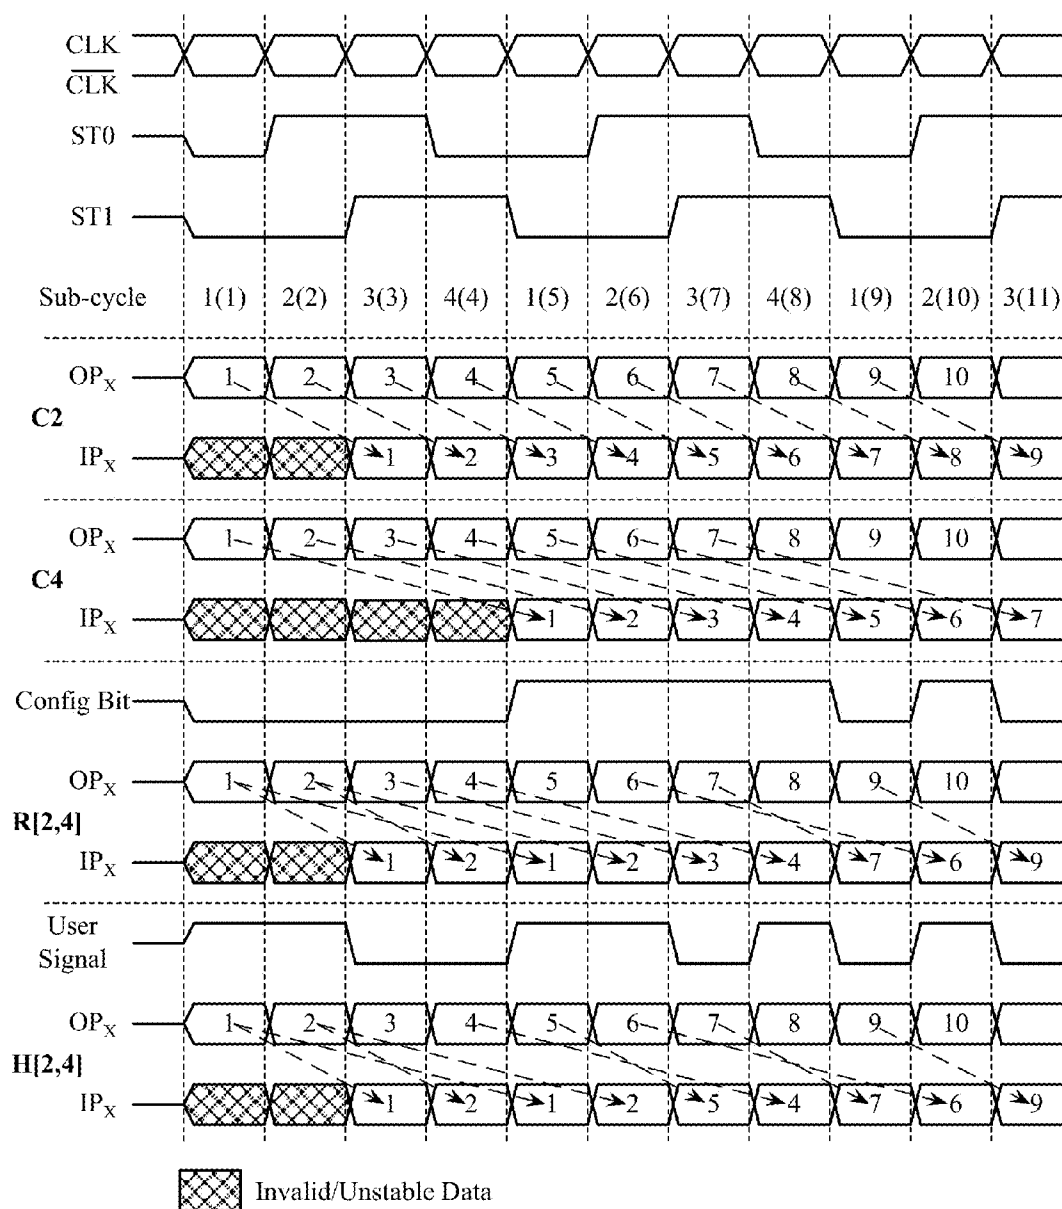 CLK
CLK
ST0
ST1
Sub-cycle 1(1) 2(2) 3(3) 4(4) 1(5) 2(6) 3(7) 4(8) 1(9) 2(10) 3(11)
OPX 1 2 3 4 5 6 7 8 9 10
C2
IPX 1 2 3 4 5 6 7 8 9
OPX 1 2 3 4 5 6 7 8 9 10
C4
IPX 1 2 3 4 5 6 7
Config Bit
OPX 1 2 3 4 5 6 7 8 9 10
R[2,4]
IPX 1 2 1 2 3 4 7 6 9
User
Signal
OPX 1 2 3 4 5 6 7 8 9 10
H[2,4]
IPX 1 2 1 2 5 4 7 6 9
Invalid/Unstable Data